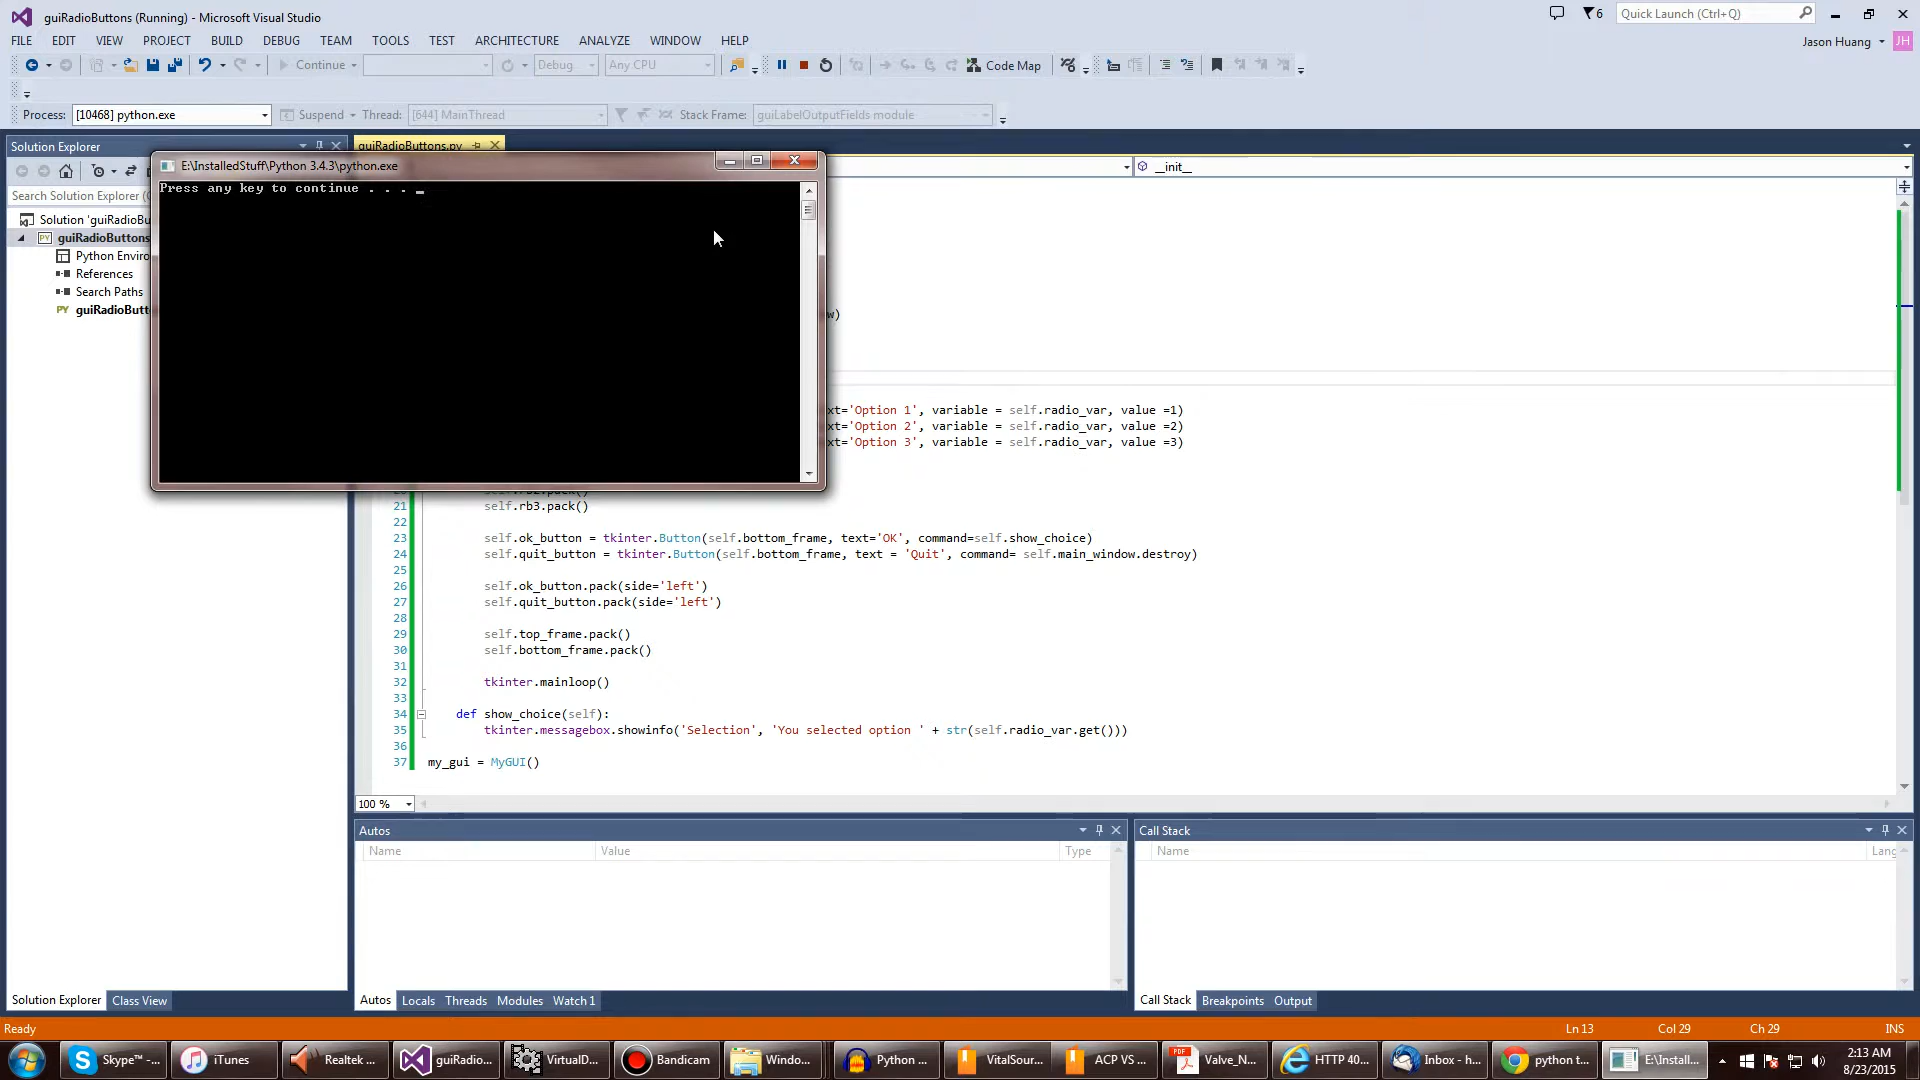 guiRadioButtons (Running) - Microsoft Visual Studio
6
Quick Launch (Ctrl+Q)
FILE EDIT VIEW PROJECT BUILD DEBUG TEAM TOOLS TEST ARCHITECTURE ANALYZE WINDOW HELP
Jason Huang JH
Continue Debug Any CPU Code Map
Process: [10468] python.exe Suspend Thread: [644] MainThread Stack Frame: guiLabelOutputFields module
Solution Explorer
guiRadioButtons.py
E:\InstalledStuff\Python 3.4.3\python.exe
__init__
Press any key to continue . . .
Search Solution Explorer (
Solution 'guiRadioBu
guiRadioButtons
PY
Python Enviro
References
Search Paths
PY guiRadioButt
w)
xt='Option 1', variable = self.radio_var, value =1)
xt='Option 2', variable = self.radio_var, value =2)
xt='Option 3', variable = self.radio_var, value =3)
21 self.rb3.pack()
22
23 self.ok_button = tkinter.Button(self.bottom_frame, text='OK', command=self.show_choice)
24 self.quit_button = tkinter.Button(self.bottom_frame, text = 'Quit', command= self.main_window.destroy)
25
26 self.ok_button.pack(side='left')
27 self.quit_button.pack(side='left')
28
29 self.top_frame.pack()
30 self.bottom_frame.pack()
31
32 tkinter.mainloop()
33
34 def show_choice(self):
35 tkinter.messagebox.showinfo('Selection', 'You selected option ' + str(self.radio_var.get()))
36
37 my_gui = MyGUI()
100 %
Autos
Name Value Type
Call Stack
Name Lang
Solution Explorer Class View
Autos Locals Threads Modules Watch 1
Call Stack Breakpoints Output
Ready
Ln 13 Col 29 Ch 29 INS
Skype™ -...
iTunes
Realtek ...
guiRadio...
VirtualD...
Bandicam
Windo...
Python ...
VitalSour...
ACP VS ...
PDF
Valve_N...
HTTP 40...
Inbox - h...
python t...
E:\Install...
2:13 AM
8/23/2015